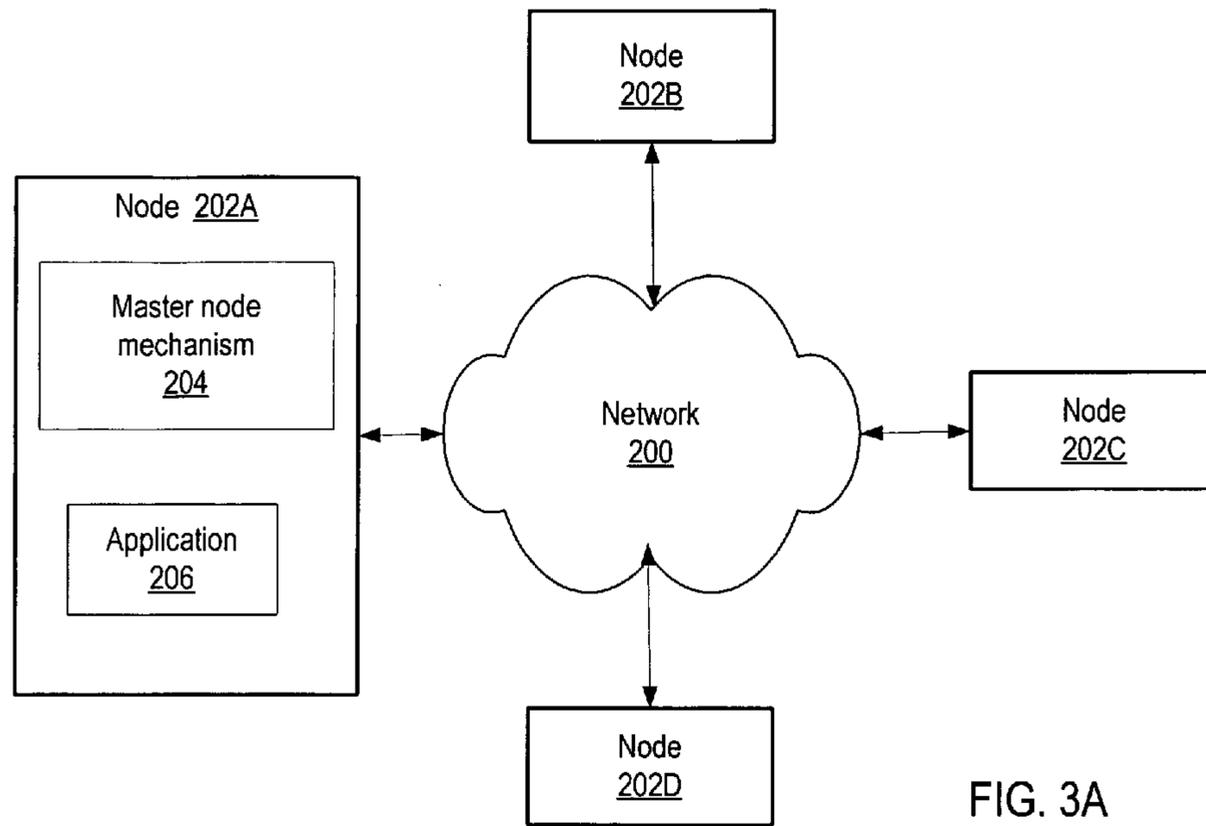 Node
202B
Node 202A
Master node
mechanism
204
Application
206
Network
200
Node
202C
Node
202D
FIG. 3A